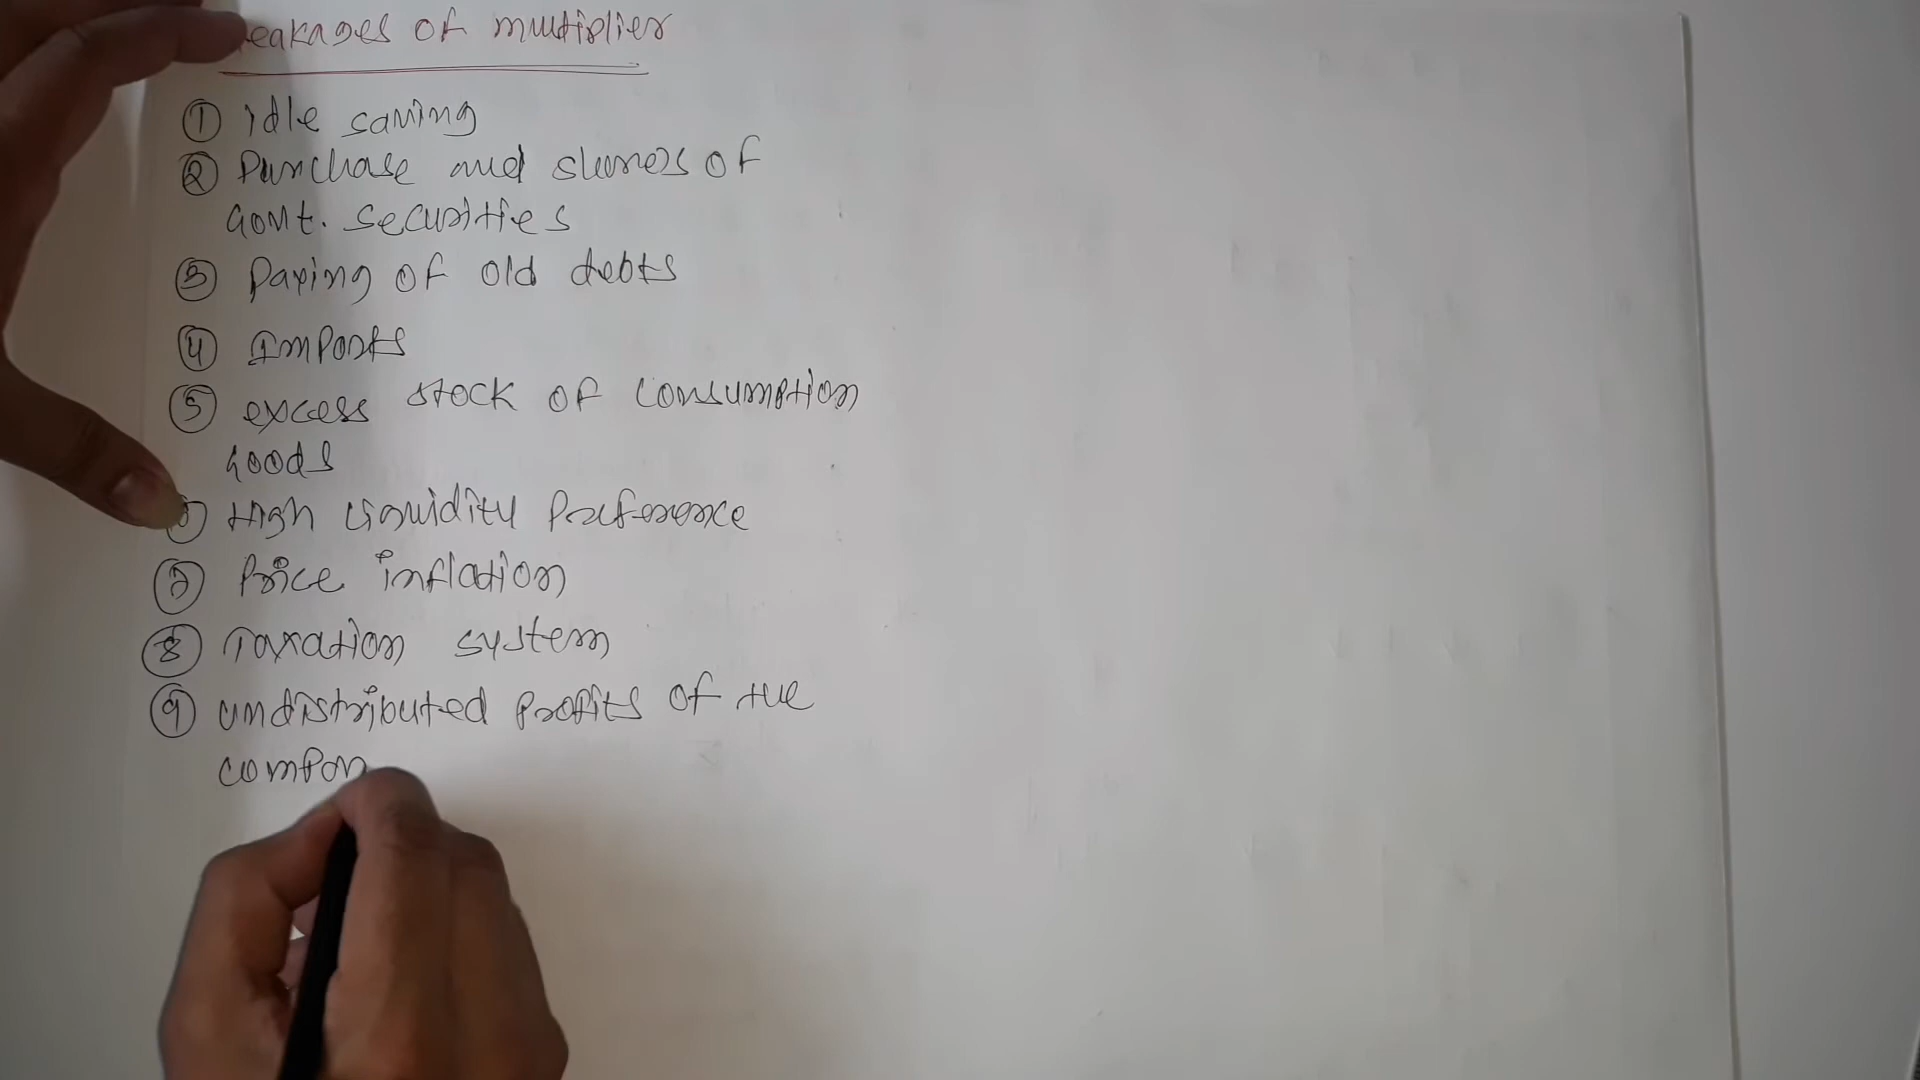 eakages of multiplier
① idle saving
② Purchase and shares of
Govt. securities
③ Paying of old debts
④ Imports
⑤ excess stock of consumption
Goods
High Liquidity Preference
⑦ Price inflation
⑧ Taxation system
⑨ undistributed profits of the
compan